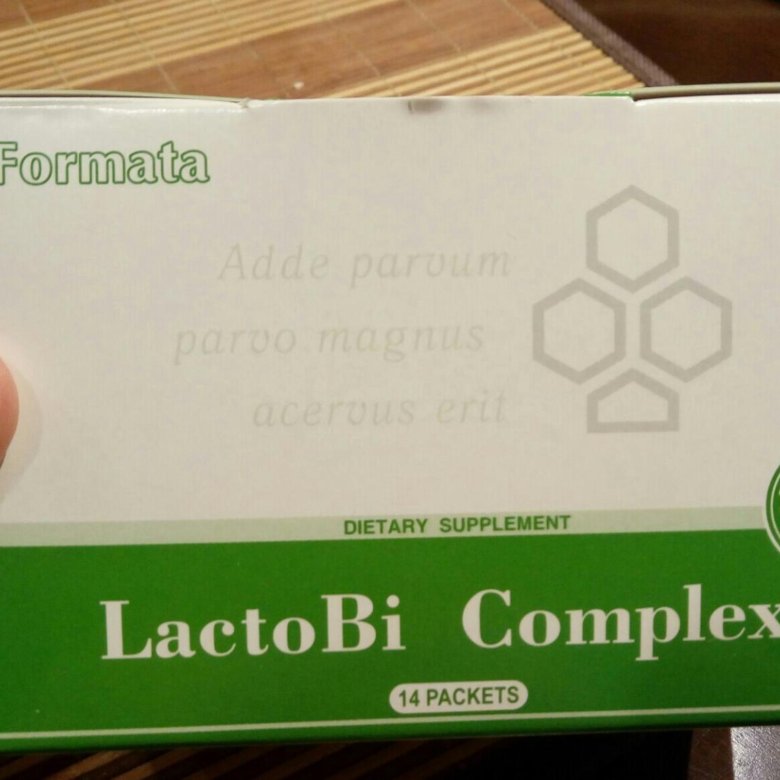 Formata
Adde parvum
parvo magnus
acervus erit
DIETARY SUPPLEMENT
LactoBi Complex
14 PACKETS